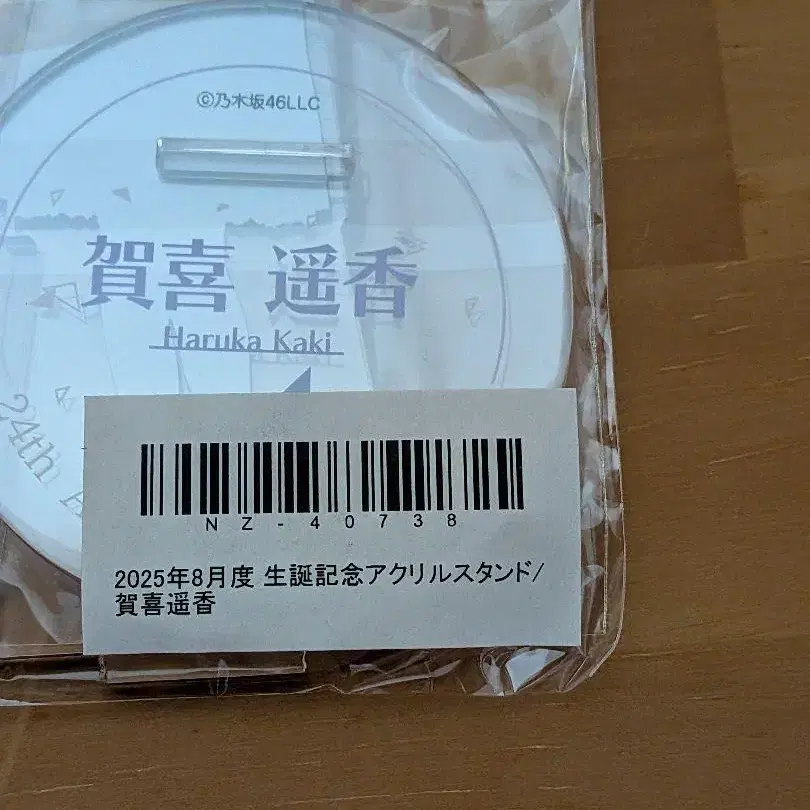 ©乃木坂46LLC
賀喜 遥香
Haruka Kaki
24th
NZ-40738
2025年8月度 生誕記念アクリルスタンド/
賀喜遥香